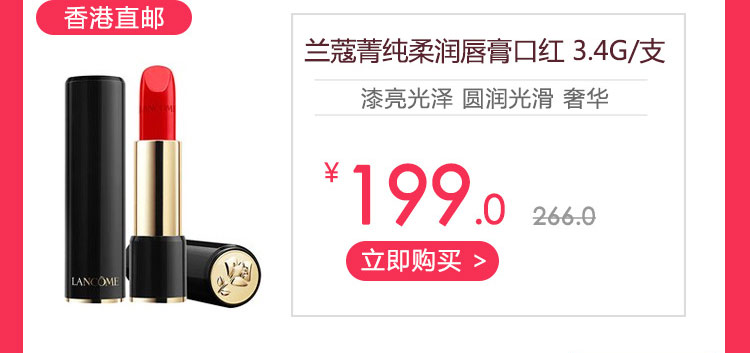 香港直邮
兰蔻菁纯柔润唇膏口红 3.4G/支
漆亮光泽 圆润光滑 奢华
¥199.0 266.0
立即购买 >
LANCOME
LANCÔME